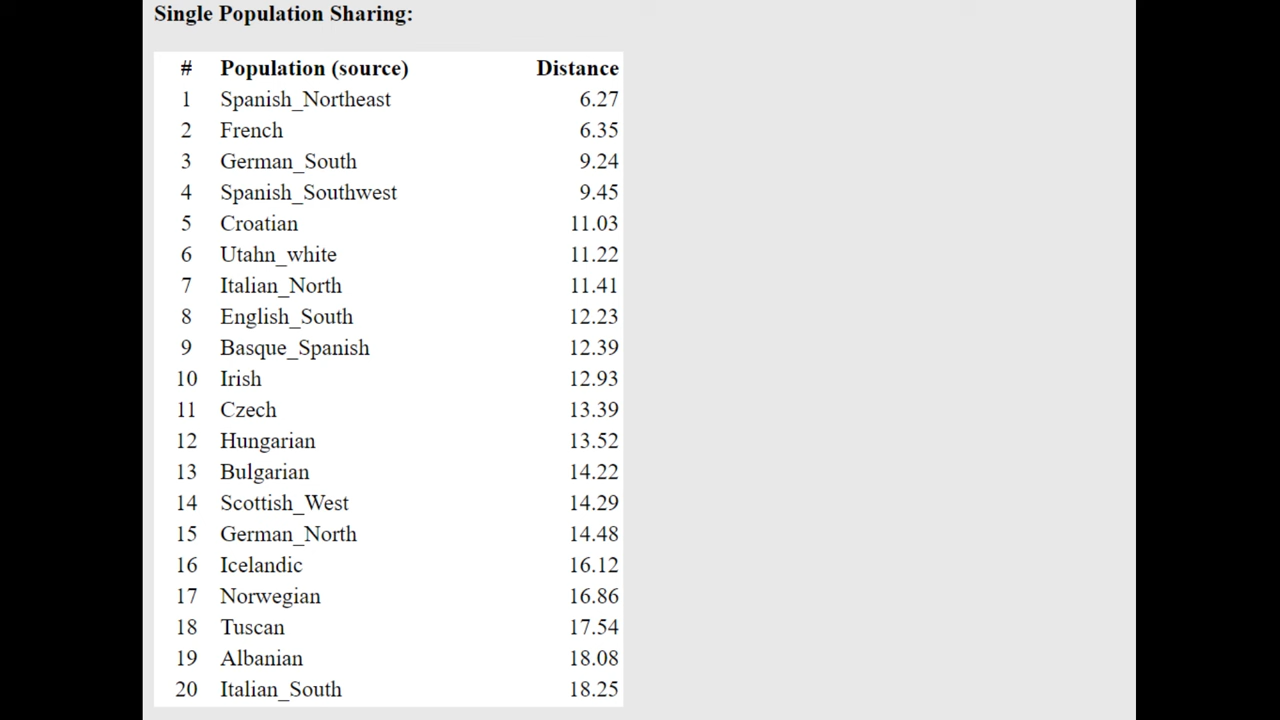 Single Population Sharing:
# Population (source) Distance
1 Spanish_Northeast 6.27
2 French 6.35
3 German_South 9.24
4 Spanish_Southwest 9.45
5 Croatian 11.03
6 Utahn_white 11.22
7 Italian_North 11.41
8 English_South 12.23
9 Basque_Spanish 12.39
10 Irish 12.93
11 Czech 13.39
12 Hungarian 13.52
13 Bulgarian 14.22
14 Scottish_West 14.29
15 German_North 14.48
16 Icelandic 16.12
17 Norwegian 16.86
18 Tuscan 17.54
19 Albanian 18.08
20 Italian_South 18.25